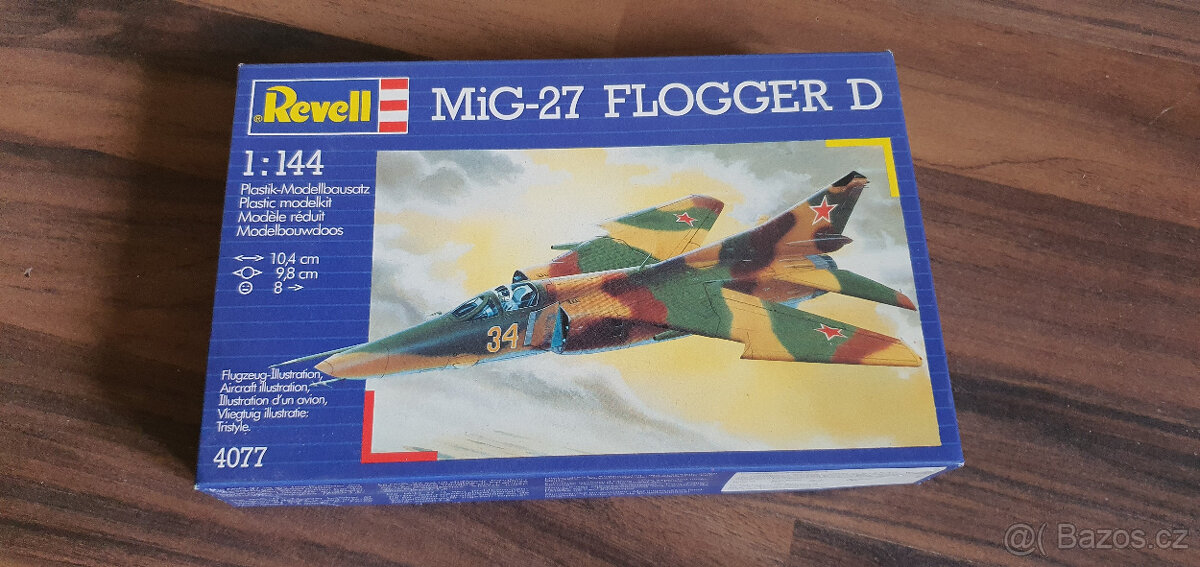 Revell
®
MiG-27 FLOGGER D
1:144
Plastik-Modellbausatz
Plastic modelkit
Modèle réduit
Modelbouwdoos
10,4 cm
9,8 cm
8 →
34
Flugzeug-Illustration,
Aircraft illustration,
Illustration d'un avion,
Vliegtuig illustratie:
Tristyle.
4077
@( Bazos.cz